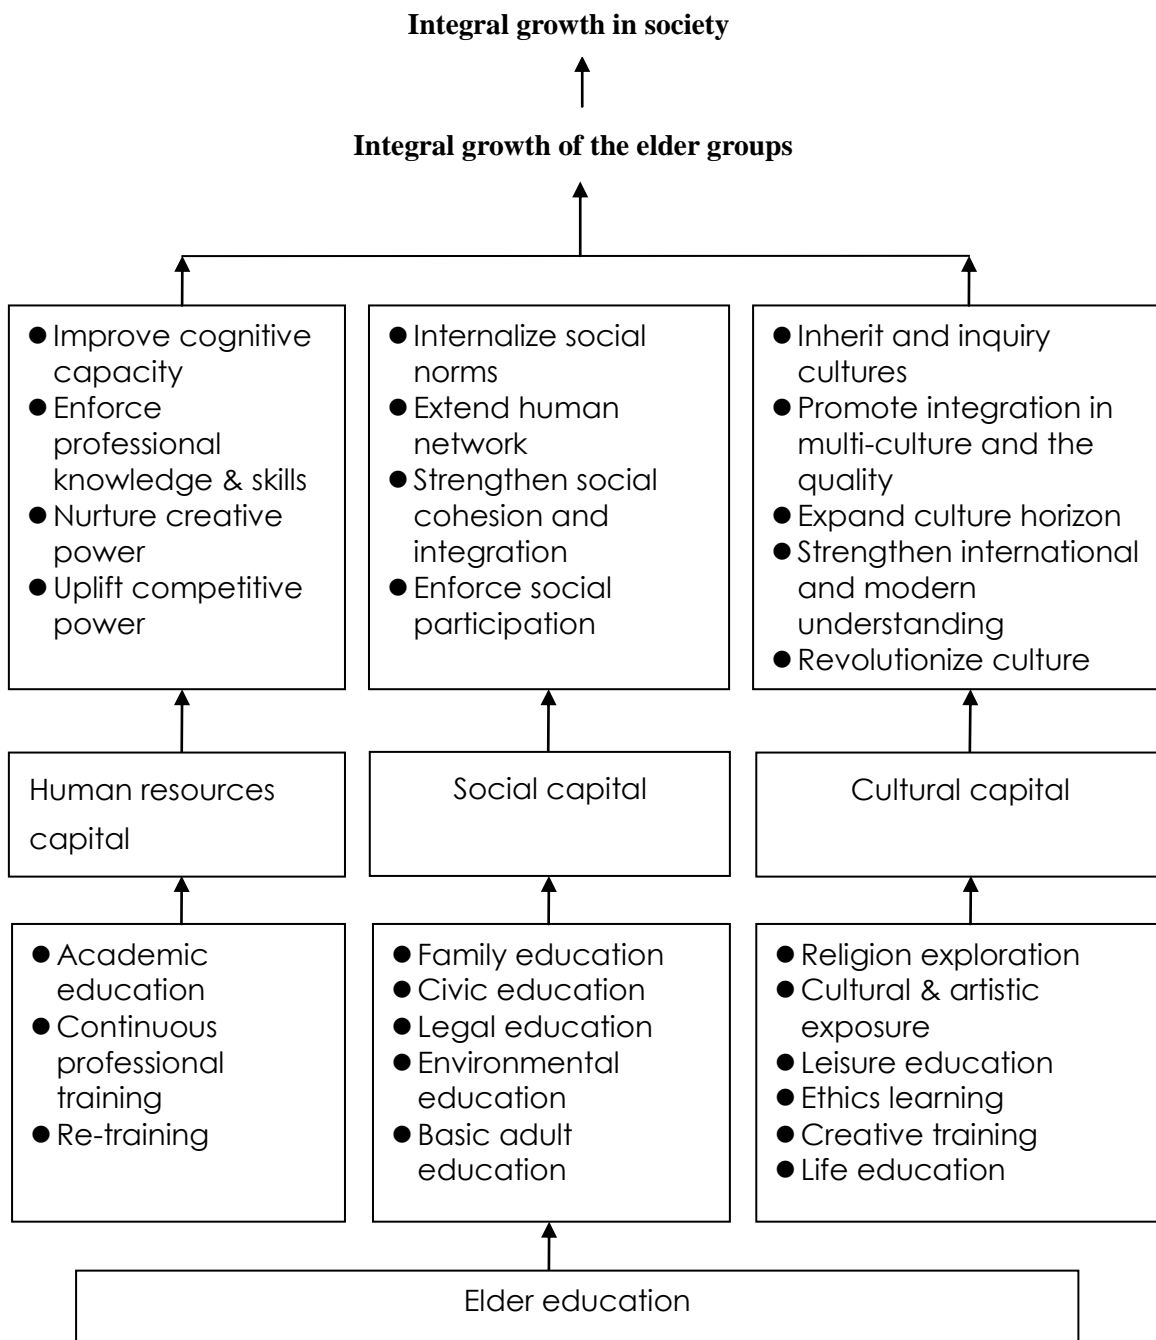 Integral growth in society
Integral growth of the elder groups
● Improve cognitive
capacity
● Enforce
professional
knowledge & skills
● Nurture creative
power
● Uplift competitive
power
● Internalize social
norms
● Extend human
network
● Strengthen social
cohesion and
integration
● Enforce social
participation
● Inherit and inquiry
cultures
● Promote integration in
multi-culture and the
quality
● Expand culture horizon
● Strengthen international
and modern
understanding
● Revolutionize culture
Human resources
capital
Social capital
Cultural capital
● Academic
education
● Continuous
professional
training
● Re-training
● Family education
● Civic education
● Legal education
● Environmental
education
● Basic adult
education
● Religion exploration
● Cultural & artistic
exposure
● Leisure education
● Ethics learning
● Creative training
● Life education
Elder education